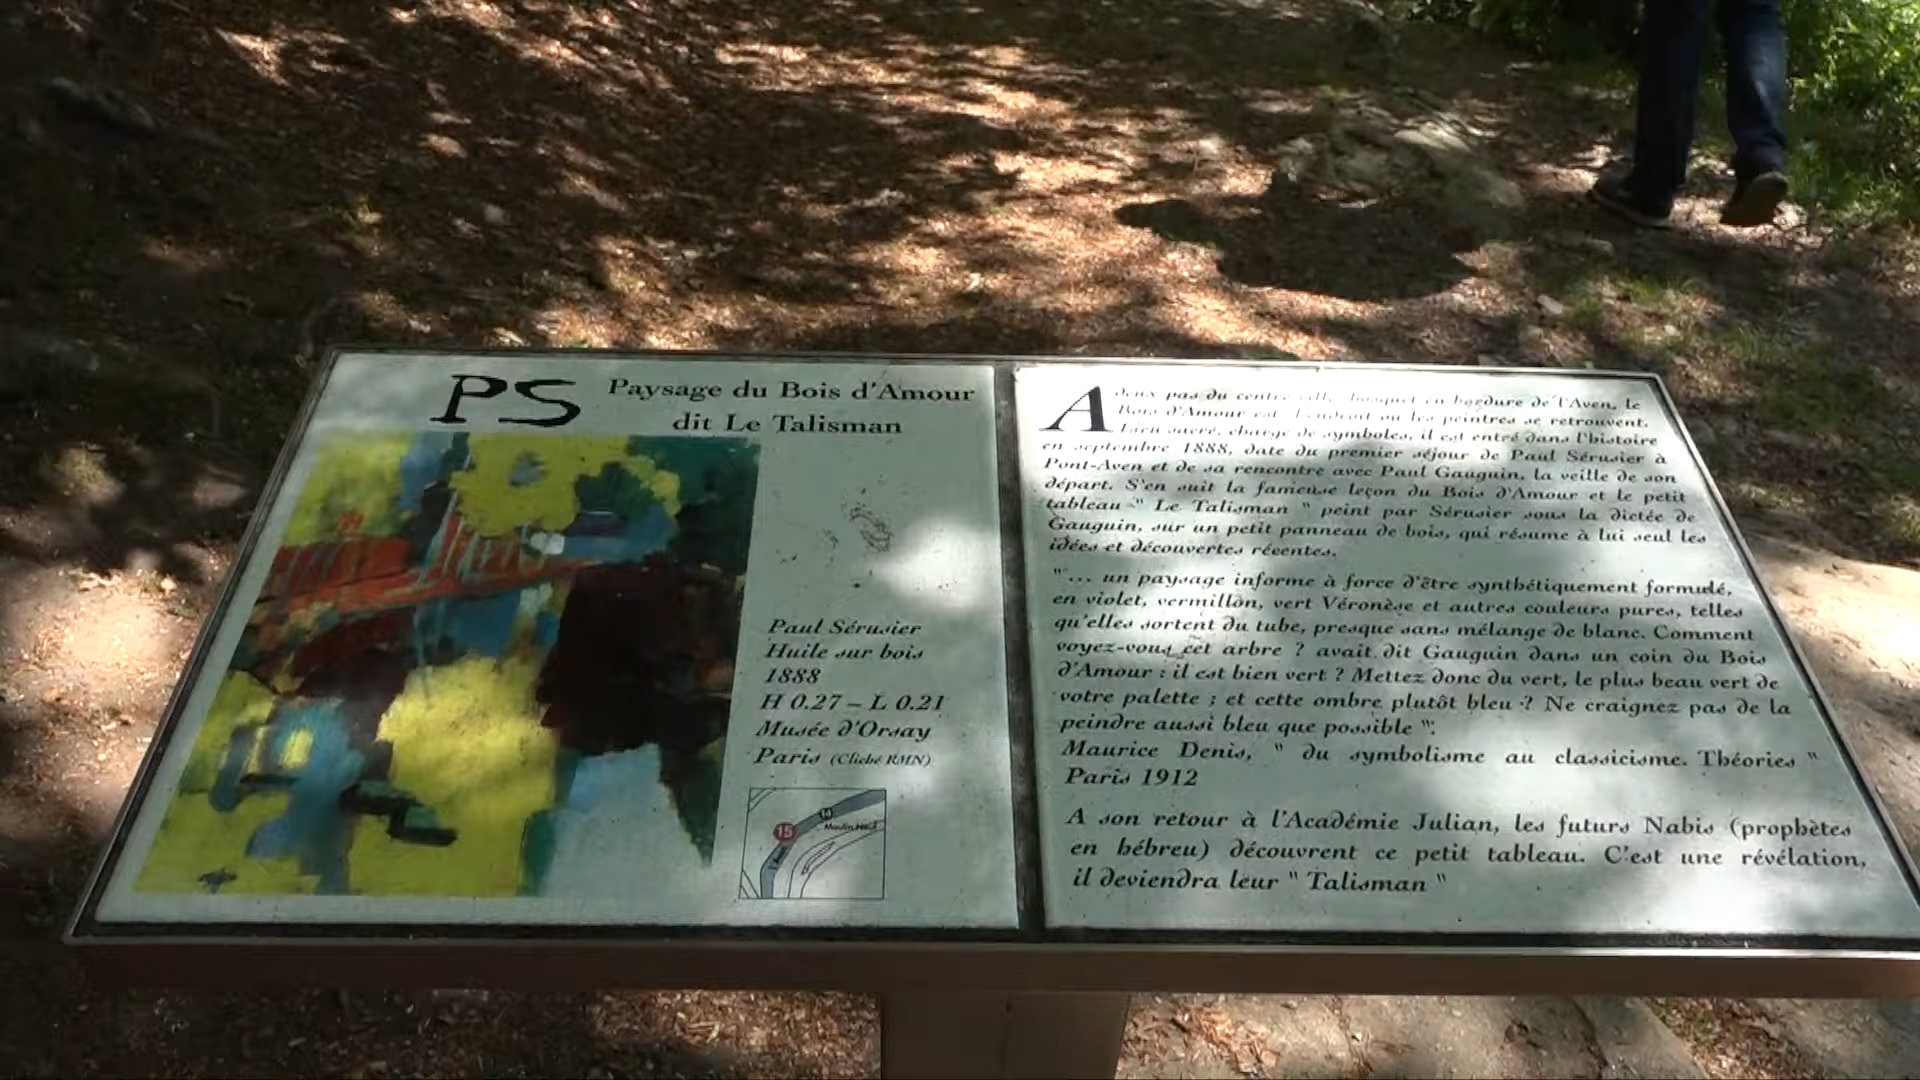 PS
Paysage du Bois d'Amour
dit Le Talisman
Paul Sérusier
Huile sur bois
1888
H 0.27 – L 0.21
Musée d'Orsay
Paris (Cliché RMN)
14
15
Moulin Neuf
L'Aven
A deux pas du centre ville, bosquet en bordure de l'Aven, le
Bois d'Amour est l'endroit où les peintres se retrouvent.
Lieu sacré, chargé de symboles, il est entré dans l'histoire
en septembre 1888, date du premier séjour de Paul Sérusier à
Pont-Aven et de sa rencontre avec Paul Gauguin, la veille de son
départ. S'en suit la fameuse leçon du Bois d'Amour et le petit
tableau " Le Talisman " peint par Sérusier sous la dictée de
Gauguin, sur un petit panneau de bois, qui résume à lui seul les
idées et découvertes récentes.
"... un paysage informe à force d'être synthétiquement formulé,
en violet, vermillon, vert Véronèse et autres couleurs pures, telles
qu'elles sortent du tube, presque sans mélange de blanc. Comment
voyez-vous cet arbre ? avait dit Gauguin dans un coin du Bois
d'Amour : il est bien vert ? Mettez donc du vert, le plus beau vert de
votre palette ; et cette ombre plutôt bleu ? Ne craignez pas de la
peindre aussi bleu que possible ".
Maurice Denis, " du symbolisme au classicisme. Théories "
Paris 1912
A son retour à l'Académie Julian, les futurs Nabis (prophètes
en hébreu) découvrent ce petit tableau. C'est une révélation,
il deviendra leur " Talisman "